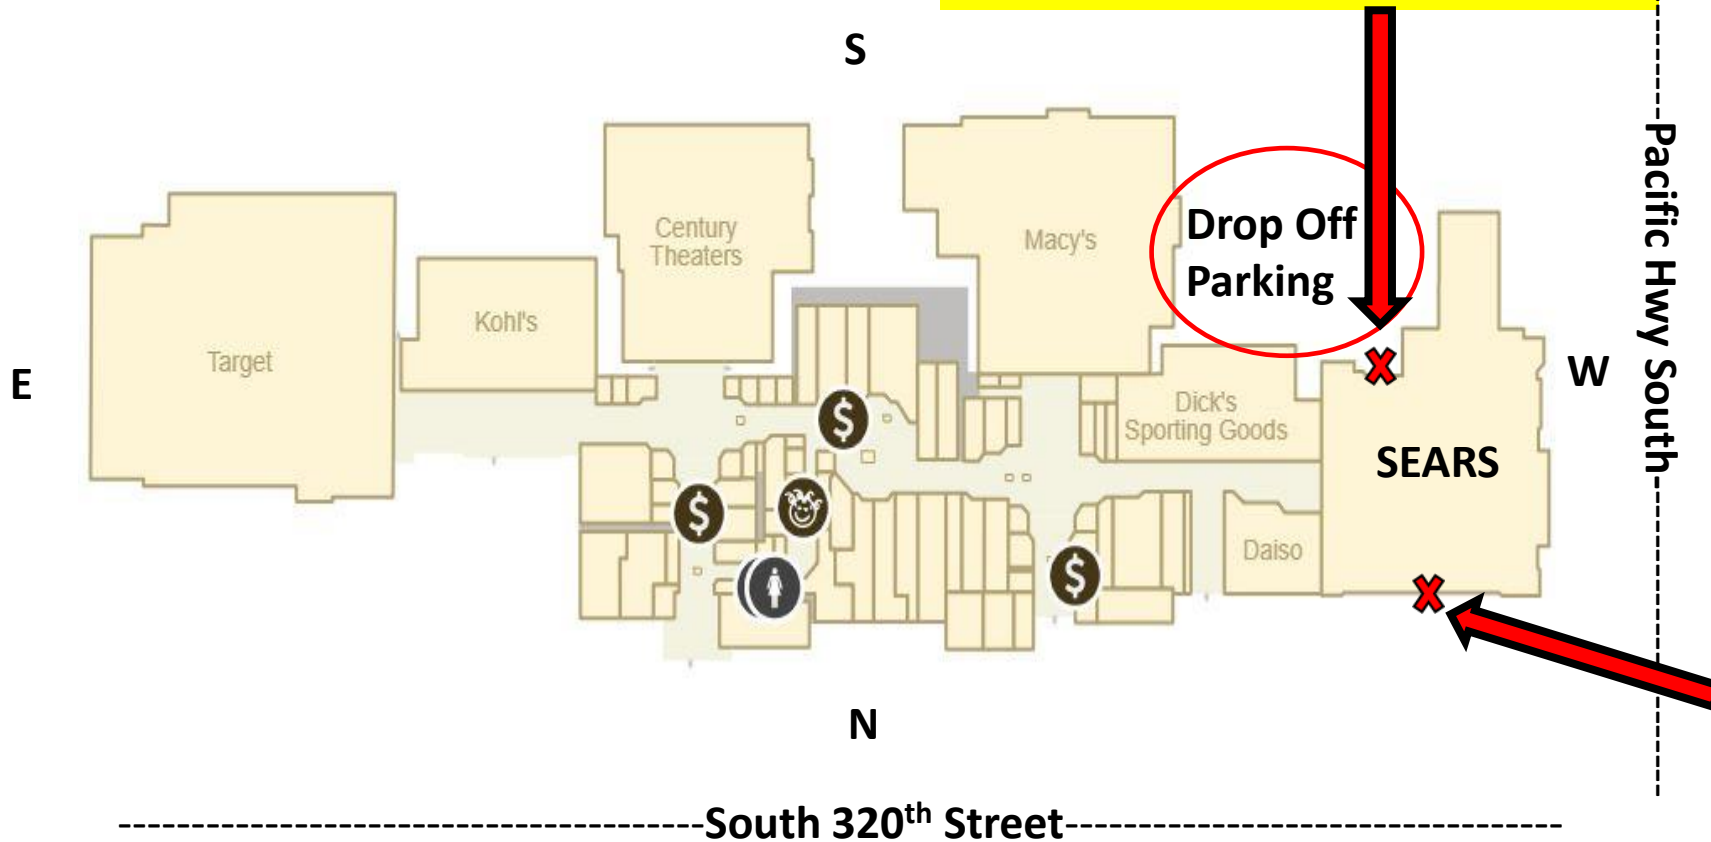 S
Pacific Hwy South
Century
Theaters
Macy's
Drop Off
Parking
Kohl's
Target
E
W
Dick's
Sporting Goods
SEARS
$
$
Daiso
$
N
South 320th Street